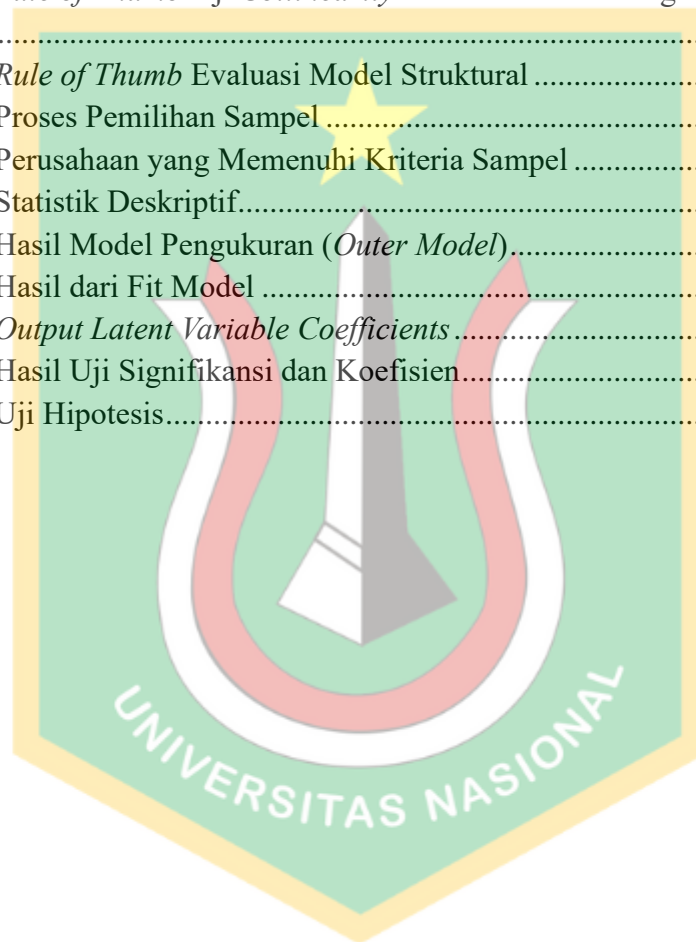 ....................................................................................
Rule of Thumb Evaluasi Model Struktural ....................
Proses Pemilihan Sampel..............................................
Perusahaan yang Memenuhi Kriteria Sampel ...............
Statistik Deskriptif.........................................................
Hasil Model Pengukuran (Outer Model).......................
Hasil dari Fit Model ......................................................
Output Latent Variable Coefficients..............................
Hasil Uji Signifikansi dan Koefisien.............................
Uji Hipotesis..................................................................
UNIVERSITAS NASIONAL